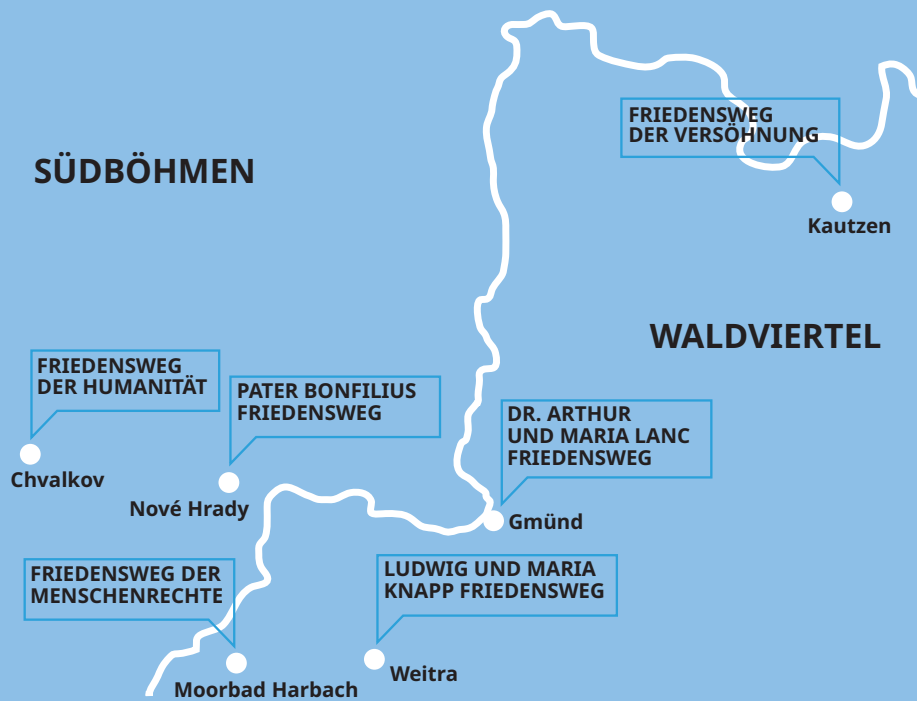 FRIEDENSWEG
DER VERSÖHNUNG
SÜDBÖHMEN
Kautzen
WALDVIERTEL
FRIEDENSWEG
DER HUMANITÄT
PATER BONFILIUS
FRIEDENSWEG
DR. ARTHUR
UND MARIA LANC
FRIEDENSWEG
Chvalkov
Nové Hrady
Gmünd
FRIEDENSWEG DER
MENSCHENRECHTE
LUDWIG UND MARIA
KNAPP FRIEDENSWEG
Weitra
Moorbad Harbach